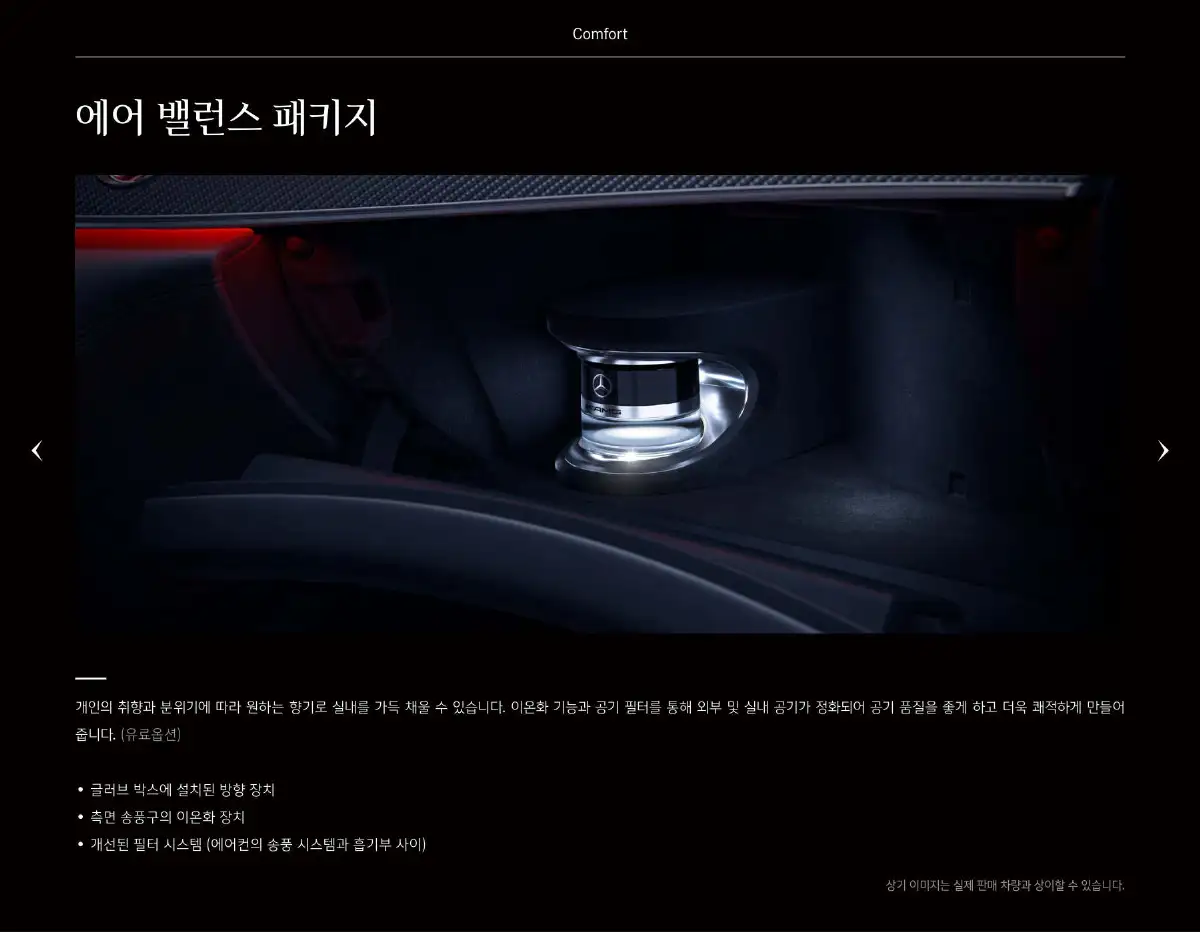 Comfort
에어 밸런스 패키지
AMG
개인의 취향과 분위기에 따라 원하는 향기로 실내를 가득 채울 수 있습니다. 이온화 기능과 공기 필터를 통해 외부 및 실내 공기가 정화되어 공기 품질을 좋게 하고 더욱 쾌적하게 만들어
줍니다. (유료옵션)
• 글러브 박스에 설치된 방향 장치
• 측면 송풍구의 이온화 장치
• 개선된 필터 시스템 (에어컨의 송풍 시스템과 흡기부 사이)
상기 이미지는 실제 판매 차량과 상이할 수 있습니다.